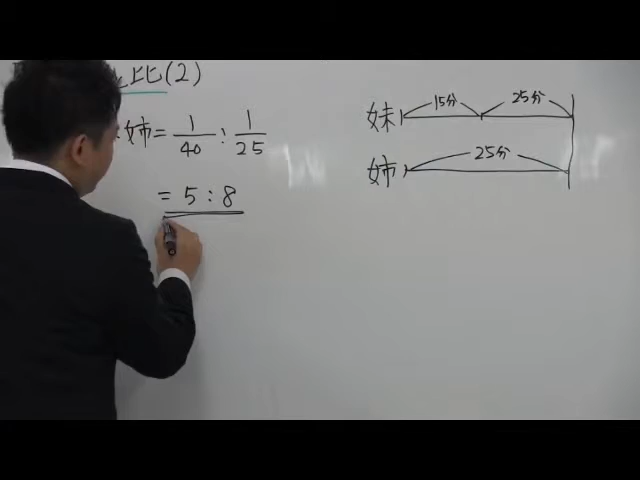 比(2)
姉 = 1/40 : 1/25
= 5 : 8
妹 15分 25分
姉 25分